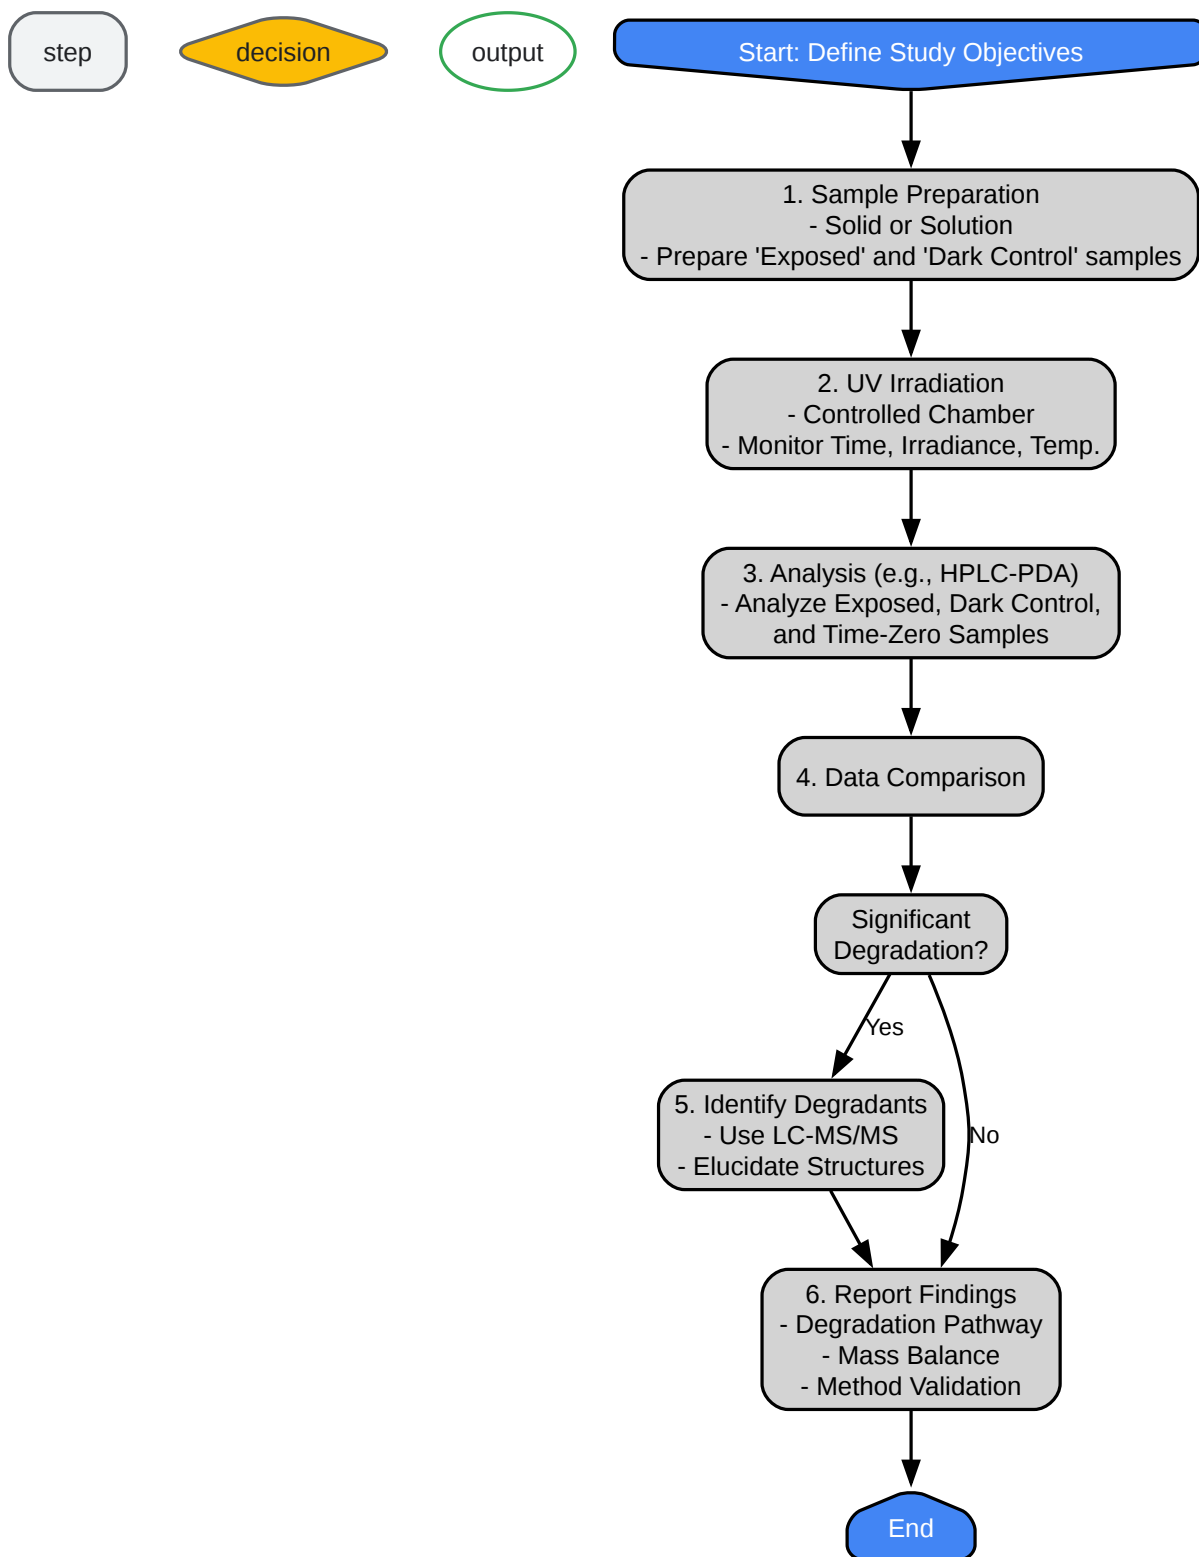 step
decision
output
Start: Define Study Objectives
1. Sample Preparation
- Solid or Solution
- Prepare 'Exposed' and 'Dark Control' samples
2. UV Irradiation
- Controlled Chamber
- Monitor Time, Irradiance, Temp.
3. Analysis (e.g., HPLC-PDA)
- Analyze Exposed, Dark Control,
and Time-Zero Samples
4. Data Comparison
Significant
Degradation?
Yes
5. Identify Degradants
- Use LC-MS/MS
- Elucidate Structures
No
6. Report Findings
- Degradation Pathway
- Mass Balance
- Method Validation
End